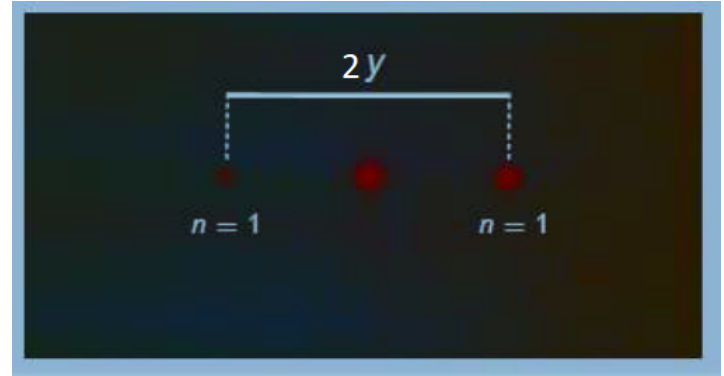 2y
n = 1
n = 1